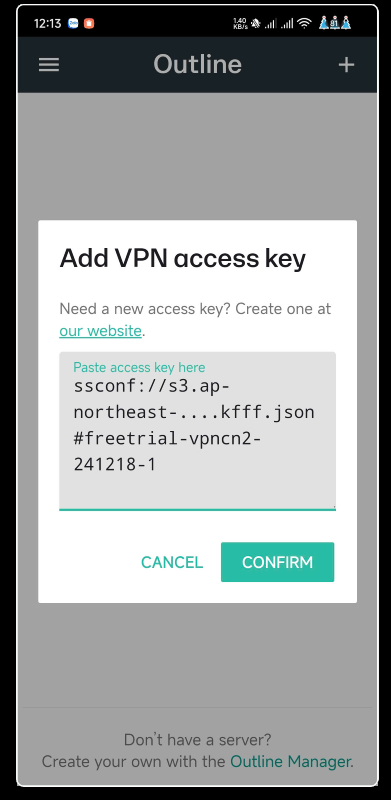 12:13
1.40
KB/s
81
Outline
Add VPN access key
Need a new access key? Create one at
our website.
Paste access key here
ssconf://s3.ap-
northeast-....kfff.json
#freetrial-vpncn2-
241218-1
CANCEL CONFIRM
Don't have a server?
Create your own with the Outline Manager.